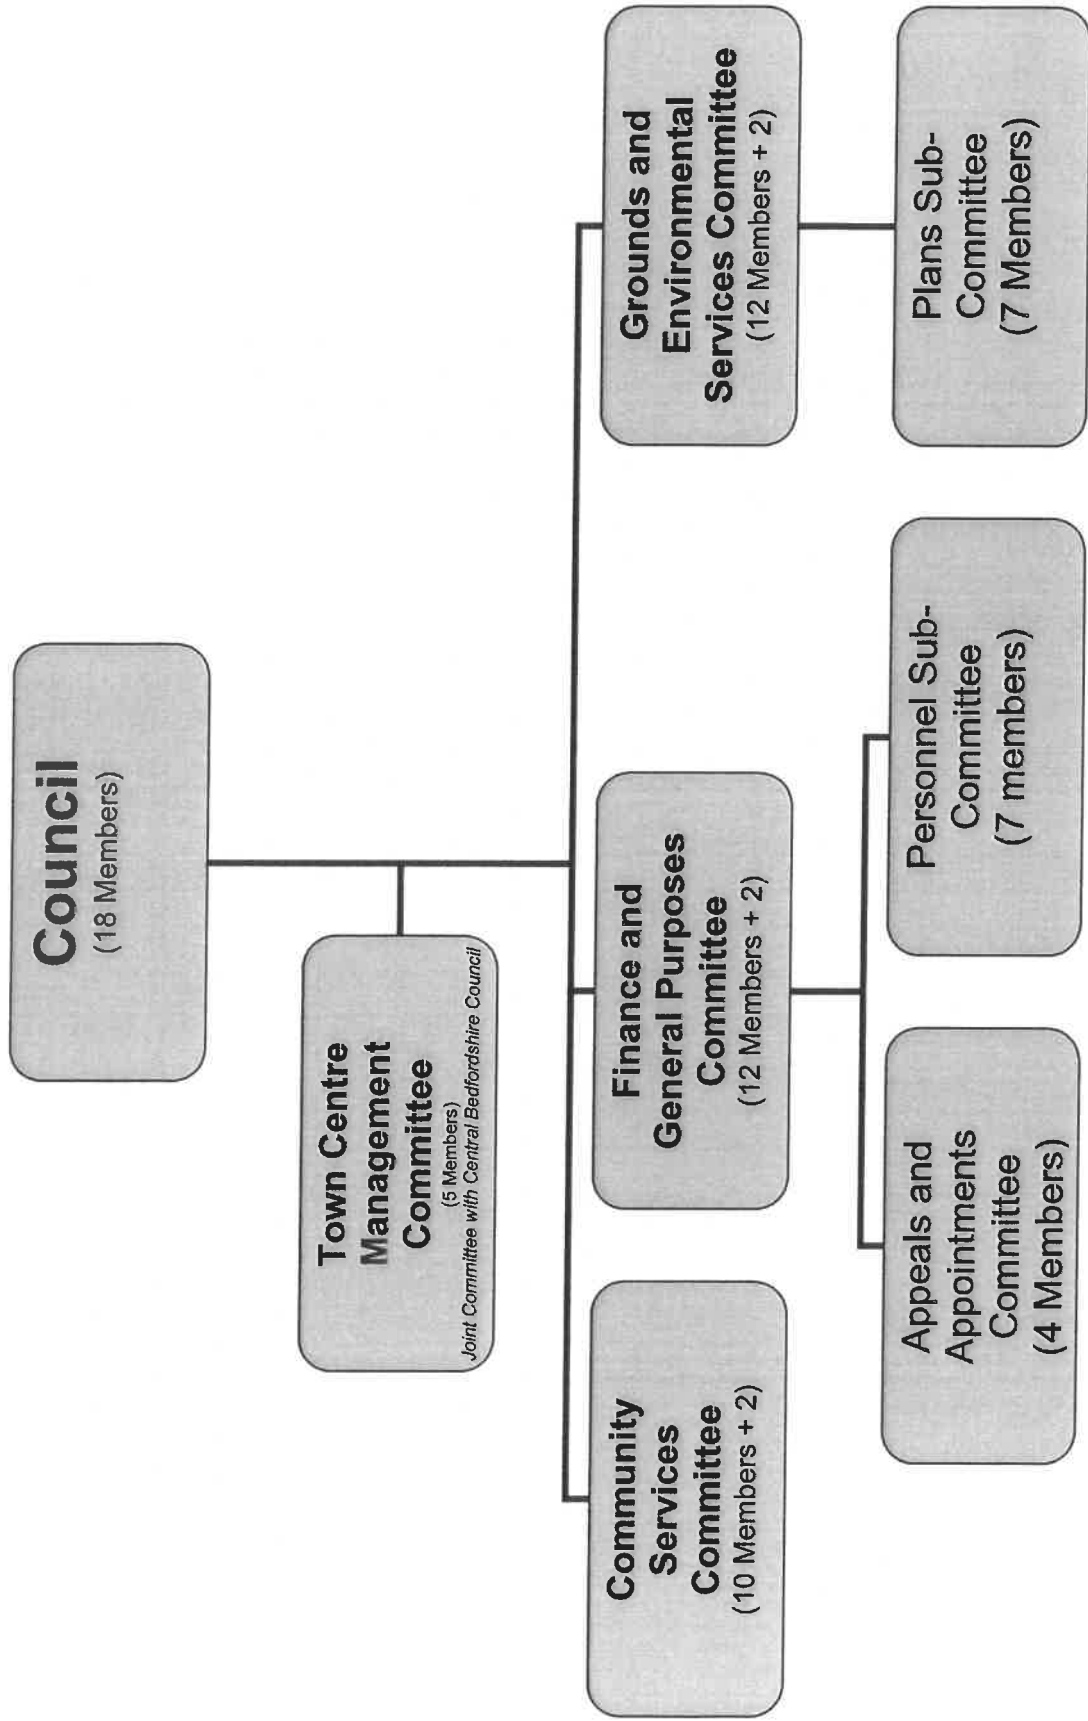 Council
(18 Members)
Town Centre
Management
Committee
(5 Members)
Joint Committee with Central Bedfordshire Council
Community
Services
Committee
(10 Members + 2)
Finance and
General Purposes
Committee
(12 Members + 2)
Grounds and
Environmental
Services Committee
(12 Members + 2)
Appeals and
Appointments
Committee
(4 Members)
Personnel Sub-
Committee
(7 members)
Plans Sub-
Committee
(7 Members)